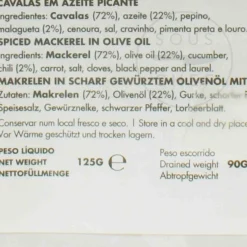 CAVALAS EM AZEITE PICANTE
Ingredientes: Cavalas (72%), azeite (22%), pepino,
malagueta (2%), cenoura, sal, cravinho, pimenta preta e louro.
SPICED MACKEREL IN OLIVE OIL
Ingredients: Mackerel (72%), olive oil (22%), cucumber,
chili (2%), carrot, salt, cloves, black pepper and laurel.
MAKRELEN IN SCHARF GEWÜRZTEM OLIVENÖL MIT
Zutaten: Makrelen (72%), Olivenöl (22%), Gurke, scharfer
Speisesalz, Gewürznelke, schwarzer Pfeffer,
Conservar num local fresco e seco. | Store in a cool and dry place
Vor Wärme geschützt und trocken lagern.
PESO LÍQUIDO
NET WEIGHT 125G e
NETTOFÜLLMENGE
Peso escorrido
Drained weight 90G
Abtropfgewicht